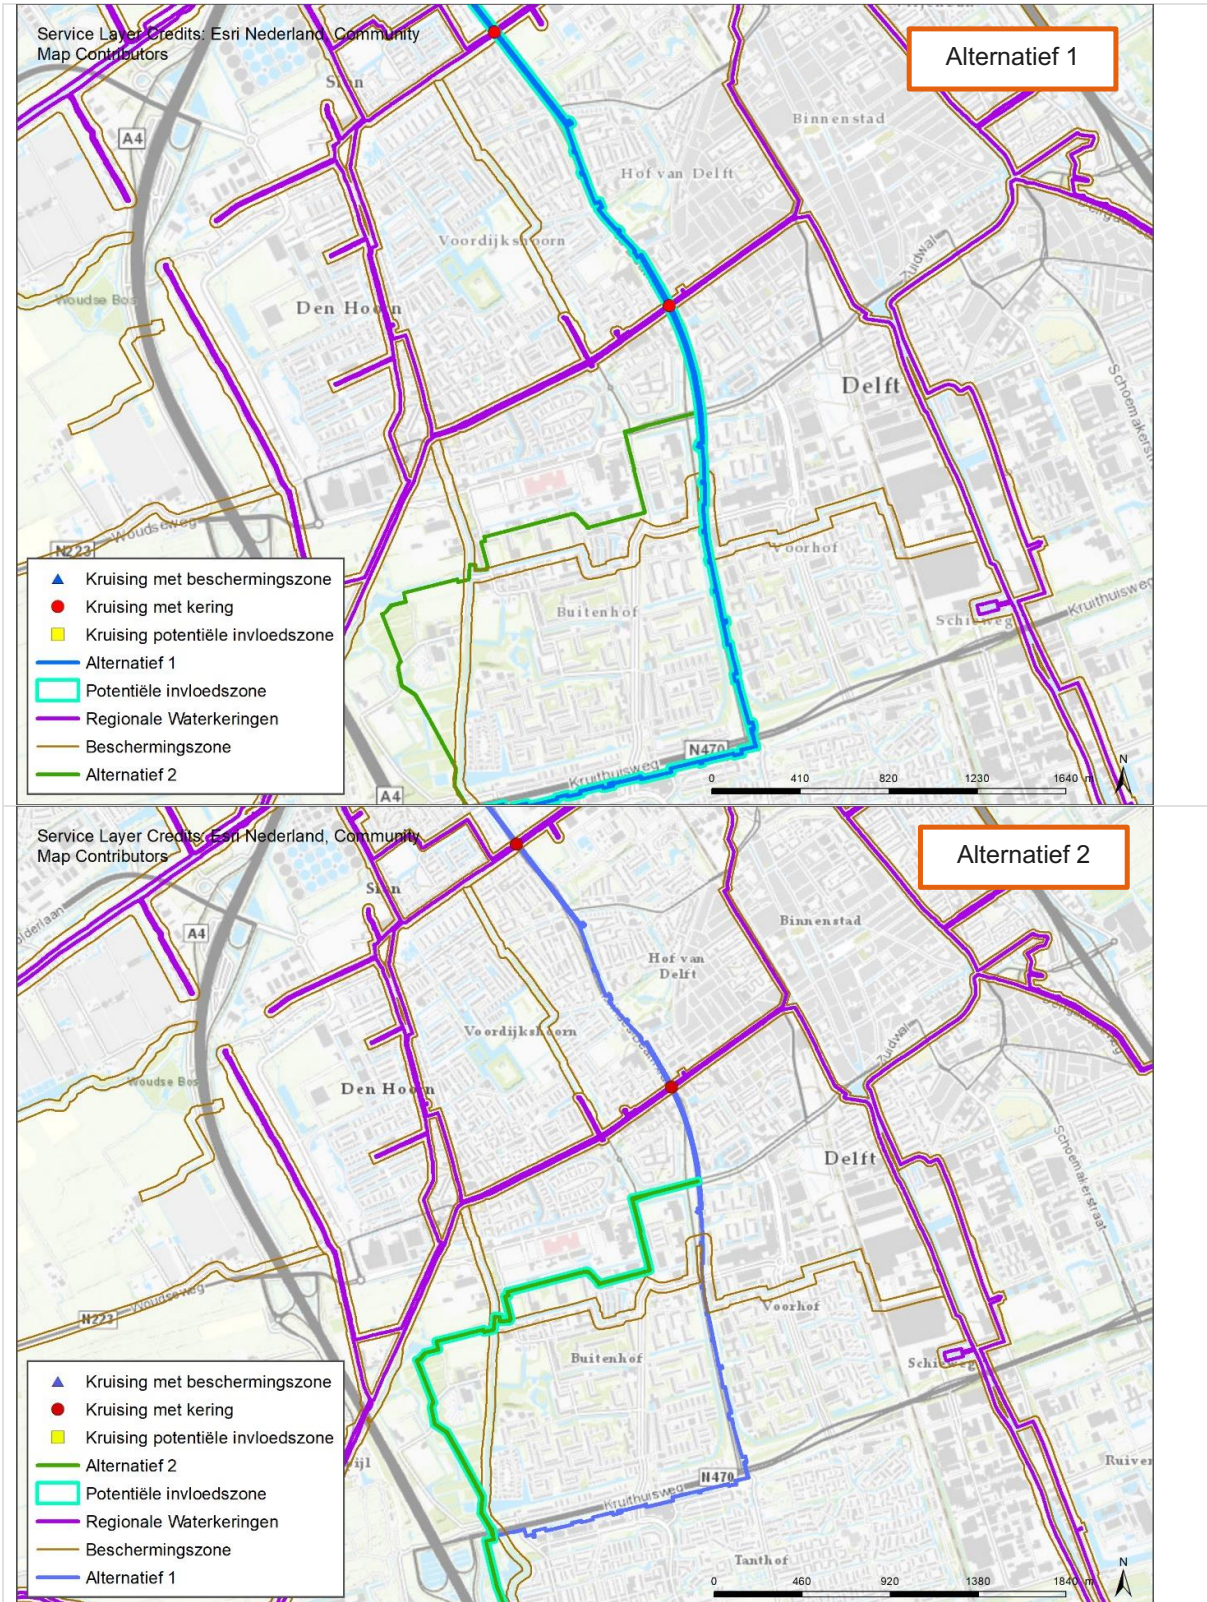 Service Layer Credits: Esri Nederland, Community
Map Contributors
Alternatief 1
Binnenstad
A4
Hof van Delft
Voordijkshoorn
Woudse Bos
Den Hoorn
Zuidwal
Delft
Woudseweg
N223
Voorhof
Buitenhof
Schieweg
Kruithuisweg
N470
Kruithuisweg
A4
Kruising met beschermingszone
Kruising met kering
Kruising potentiële invloedszone
Alternatief 1
Potentiële invloedszone
Regionale Waterkeringen
Beschermingszone
Alternatief 2
0 410 820 1230 1640 m
N
Service Layer Credits: Esri Nederland, Community
Map Contributors
Alternatief 2
Binnenstad
A4
Hof van
Delft
Voordijkshoorn
Woudse Bos
Den Hoorn
Zuidwal
Delft
Schoemakerstraat
Woudseweg
N223
Voorhof
Buitenhof
Schieweg
N470
Kruithuisweg
Tanthof
Kruising met beschermingszone
Kruising met kering
Kruising potentiële invloedszone
Alternatief 2
Potentiële invloedszone
Regionale Waterkeringen
Beschermingszone
Alternatief 1
0 460 920 1380 1840 m
N